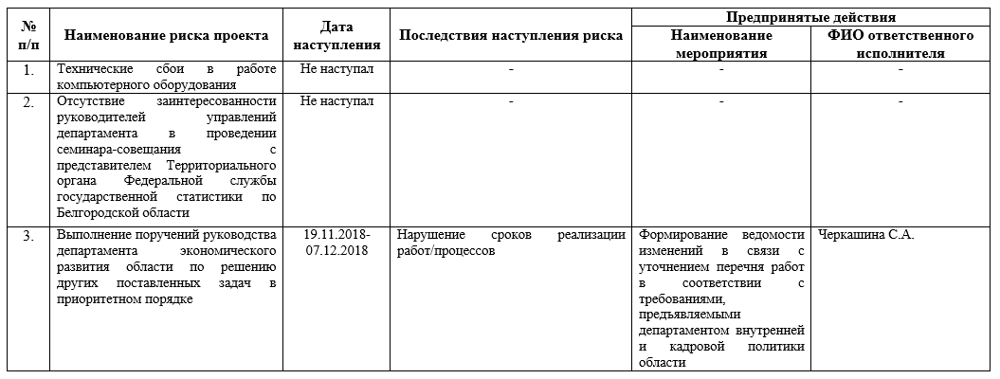 №
п/п
Наименование риска проекта
Дата
наступления
Последствия наступления риска
Предпринятые действия
Наименование
мероприятия
ФИО ответственного
исполнителя
1.
Технические сбои в работе
компьютерного оборудования
Не наступал
-
-
-
2.
Отсутствие заинтересованности
руководителей управлений
департамента в проведении
семинара-совещания с
представителем Территориального
органа Федеральной службы
государственной статистики по
Белгородской области
Не наступал
-
-
-
3.
Выполнение поручений руководства
департамента экономического
развития области по решению
других поставленных задач в
приоритетном порядке
19.11.2018-
07.12.2018
Нарушение сроков реализации
работ/процессов
Формирование ведомости
изменений в связи с
уточнением перечня работ
в соответствии с
требованиями,
предъявляемыми
департаментом внутренней
и кадровой политики
области
Черкашина С.А.